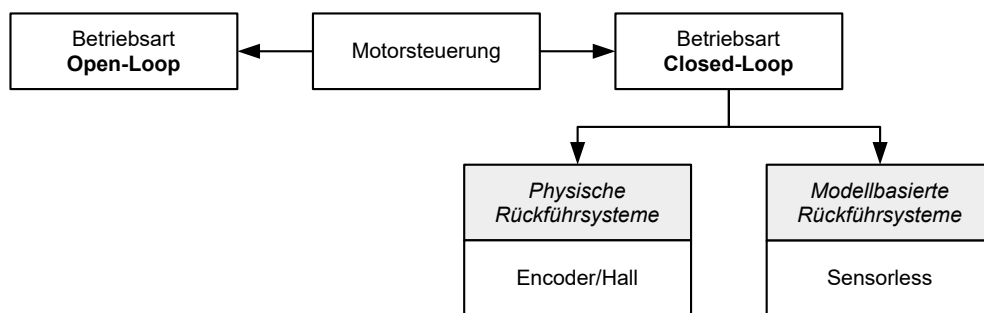 Betriebsart
Open-Loop
Motorsteuerung
Betriebsart
Closed-Loop
Physische
Rückführsysteme
Modellbasierte
Rückführsysteme
Encoder/Hall
Sensorless